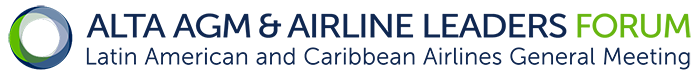 ALTA AGM & AIRLINE LEADERS FORUM
Latin American and Caribbean Airlines General Meeting